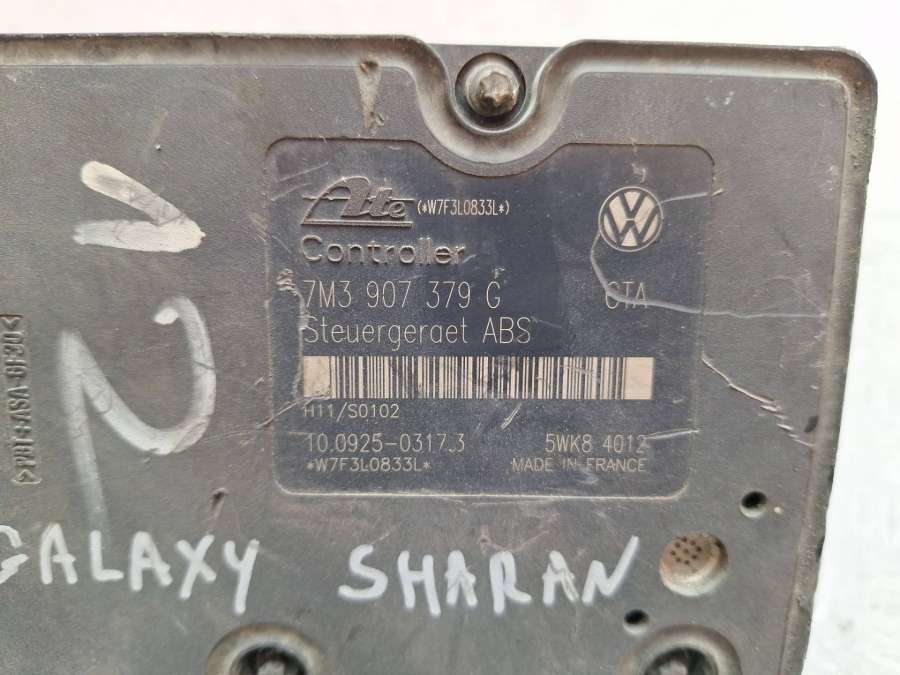 Ate (*W7F3L0833L*)
Controller
7M3 907 379 G CTA
Steuergeraet ABS
H11/S0102
10.0925-0317.3 5WK8 4012
*W7F3L0833L* MADE IN FRANCE
GALAXY SHARAN